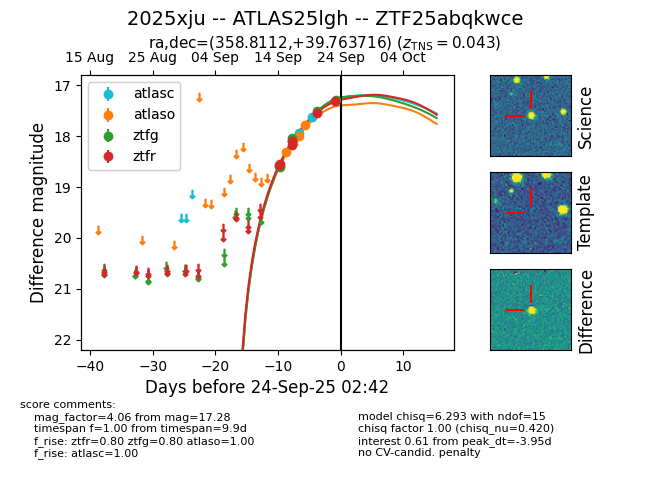 2025xju -- ATLAS25lgh -- ZTF25abqkwce
ra,dec=(358.8112,+39.763716) (z_TNS = 0.043)
15 Aug 25 Aug 04 Sep 14 Sep 24 Sep 04 Oct
17
18
19
20
21
22
Difference magnitude
atlasc
atlaso
ztfg
ztfr
−40 −30 −20 −10 0 10
Days before 24-Sep-25 02:42
Science
Template
Difference
score comments:
mag_factor=4.06 from mag=17.28
timespan f=1.00 from timespan=9.9d
f_rise: ztfr=0.80 ztfg=0.80 atlaso=1.00
f_rise: atlasc=1.00
model chisq=6.293 with ndof=15
chisq factor 1.00 (chisq_nu=0.420)
interest 0.61 from peak_dt=-3.95d
no CV-candid. penalty